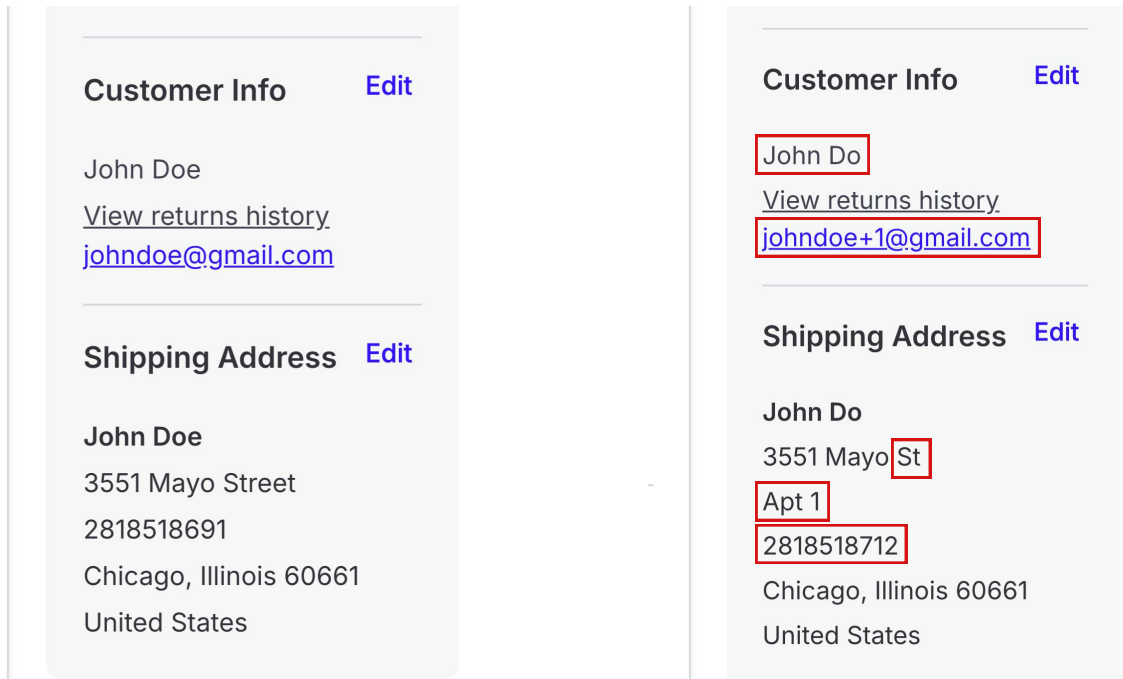 Customer Info Edit
John Doe
View returns history
johndoe@gmail.com
Shipping Address Edit
John Doe
3551 Mayo Street
2818518691
Chicago, Illinois 60661
United States
Customer Info Edit
John Do
View returns history
johndoe+1@gmail.com
Shipping Address Edit
John Do
3551 Mayo St
Apt 1
2818518712
Chicago, Illinois 60661
United States